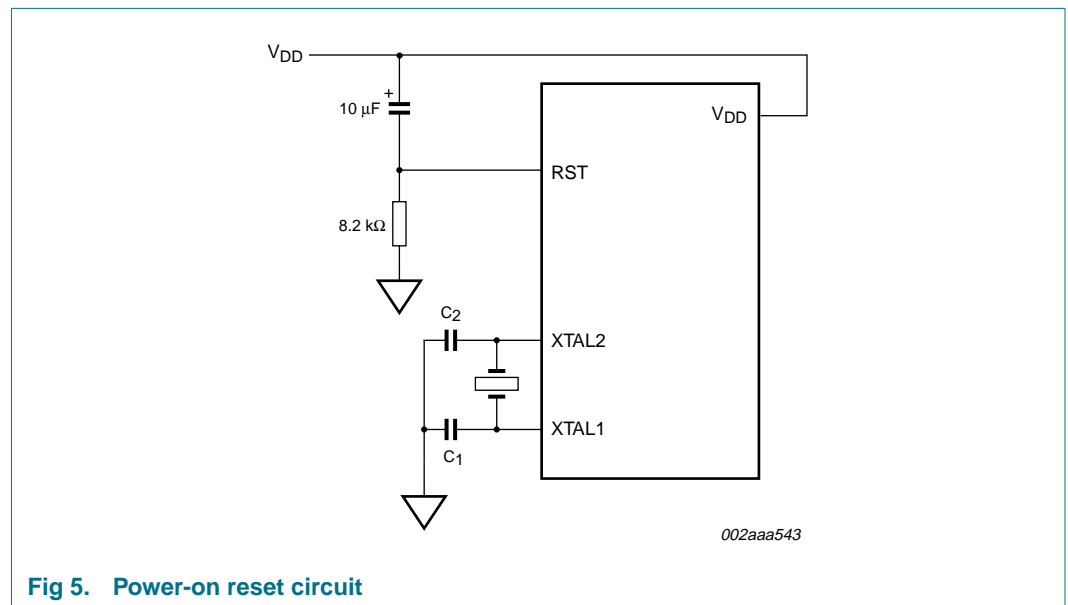 VDD
VDD
10 μF
+
RST
8.2 kΩ
C2
XTAL2
XTAL1
C1
002aaa543
Fig 5. Power-on reset circuit